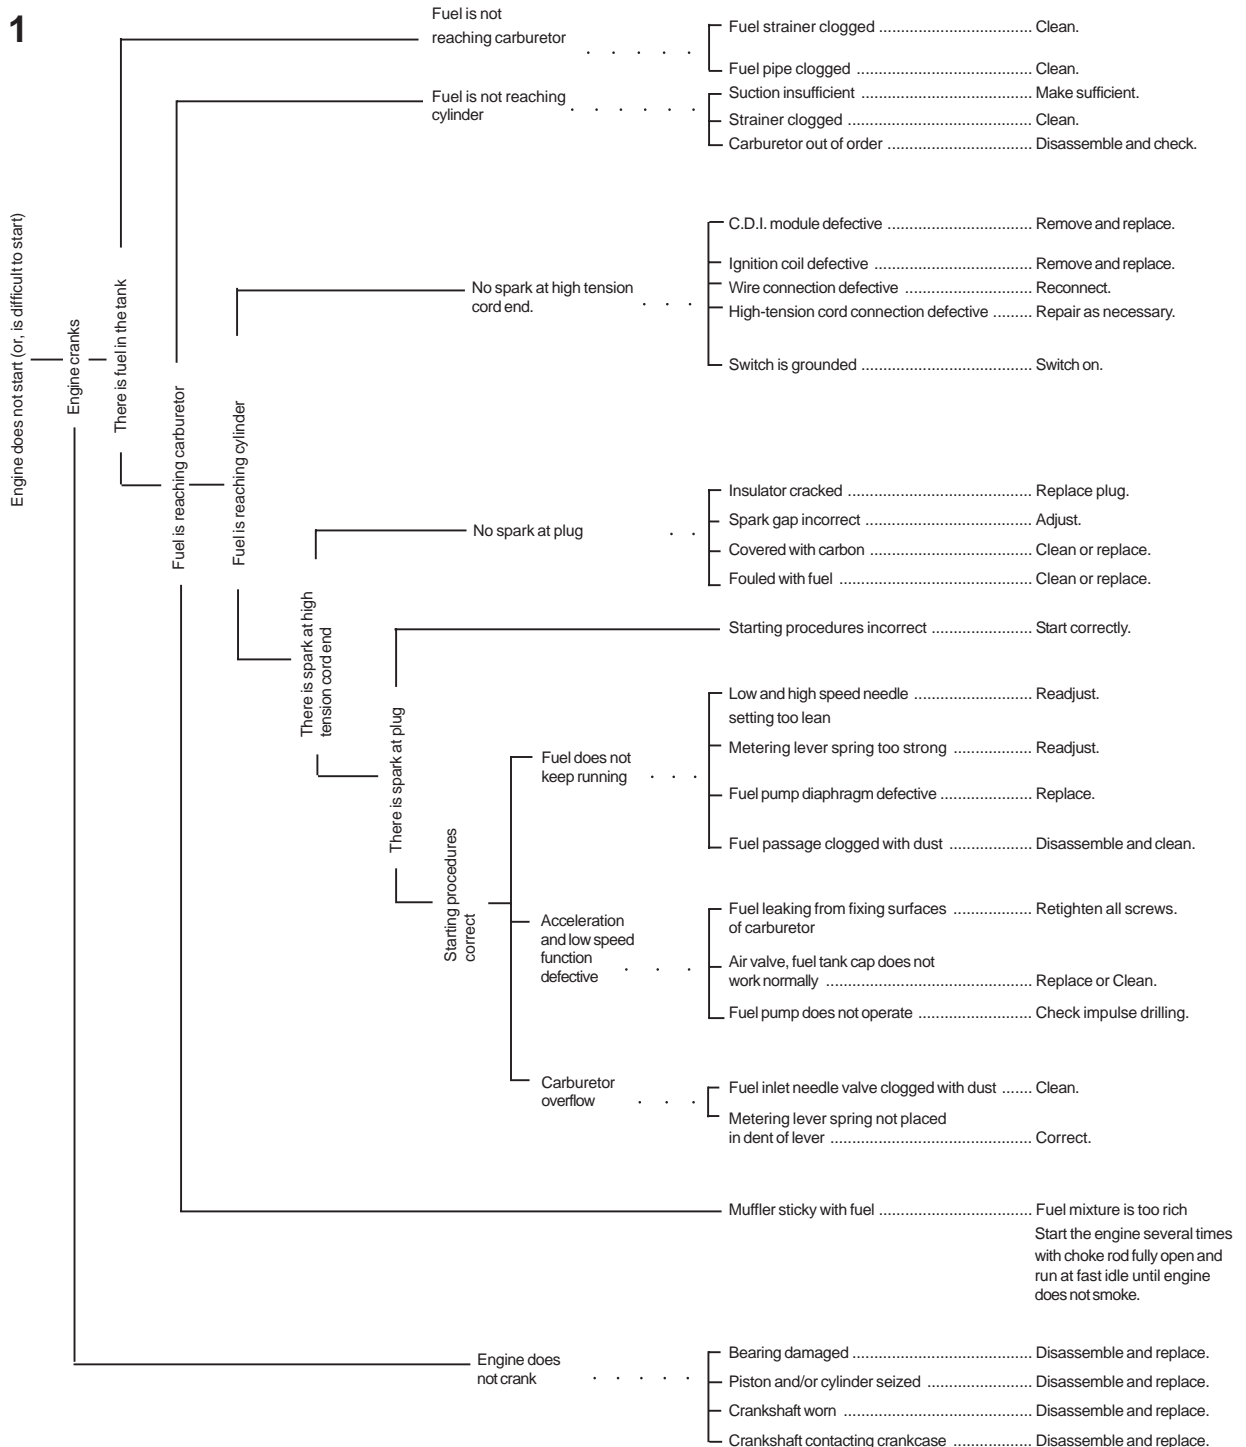 1
Fuel is not
reaching carburetor
Fuel strainer clogged .................................... Clean.
Fuel pipe clogged .......................................... Clean.
Fuel is not reaching
cylinder
Suction insufficient ........................................ Make sufficient.
Strainer clogged ............................................ Clean.
Carburetor out of order .................................. Disassemble and check.
Engine does not start (or, is difficult to start)
Engine cranks
There is fuel in the tank
Fuel is reaching carburetor
Fuel is reaching cylinder
No spark at high tension
cord end.
C.D.I. module defective .................................. Remove and replace.
Ignition coil defective ..................................... Remove and replace.
Wire connection defective .............................. Reconnect.
High-tension cord connection defective ......... Repair as necessary.
Switch is grounded ........................................ Switch on.
There is spark at high
tension cord end
No spark at plug
Insulator cracked ........................................... Replace plug.
Spark gap incorrect ....................................... Adjust.
Covered with carbon ...................................... Clean or replace.
Fouled with fuel ............................................. Clean or replace.
There is spark at plug
Starting procedures incorrect ........................ Start correctly.
Starting procedures
correct
Fuel does not
keep running
Low and high speed needle ............................ Readjust.
setting too lean
Metering lever spring too strong ................... Readjust.
Fuel pump diaphragm defective ...................... Replace.
Fuel passage clogged with dust .................... Disassemble and clean.
Acceleration
and low speed
function
defective
Fuel leaking from fixing surfaces ................... Retighten all screws.
of carburetor
Air valve, fuel tank cap does not
work normally ................................................ Replace or Clean.
Fuel pump does not operate ........................... Check impulse drilling.
Carburetor
overflow
Fuel inlet needle valve clogged with dust ....... Clean.
Metering lever spring not placed
in dent of lever ................................................ Correct.
Muffler sticky with fuel .................................... Fuel mixture is too rich
Start the engine several times
with choke rod fully open and
run at fast idle until engine
does not smoke.
Engine does
not crank
Bearing damaged ........................................... Disassemble and replace.
Piston and/or cylinder seized ......................... Disassemble and replace.
Crankshaft worn ............................................. Disassemble and replace.
Crankshaft contacting crankcase ................... Disassemble and replace.